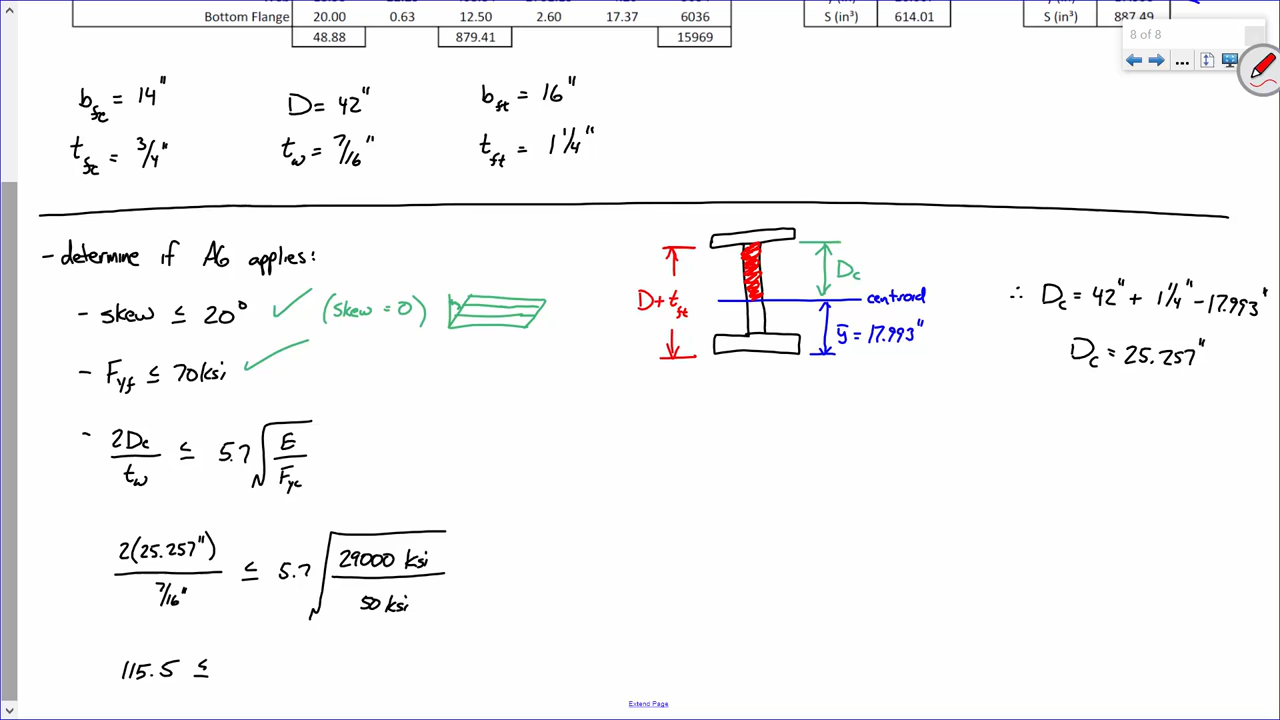 Bottom Flange 20.00 0.63 12.50 2.60 17.37 6036
S (in³) 614.01
S (in³) 887.49
48.88 879.41 15969
8 of 8
b_fc = 14" D = 42" b_ft = 16"
t_fc = 3/4" t_w = 7/16" t_ft = 1 1/4"
- determine if A6 applies:
- skew ≤ 20° ✓ (skew = 0)
- F_yf ≤ 70 ksi ✓
- 2D_c / t_w ≤ 5.7 √(E / F_yc)
2(25.257") / 7/16" ≤ 5.7 √(29000 ksi / 50 ksi)
115.5 ≤
D + t_ft
D_c
centroid
ȳ = 17.993"
∴ D_c = 42" + 1 1/4" - 17.993"
D_c = 25.257"
Extend Page